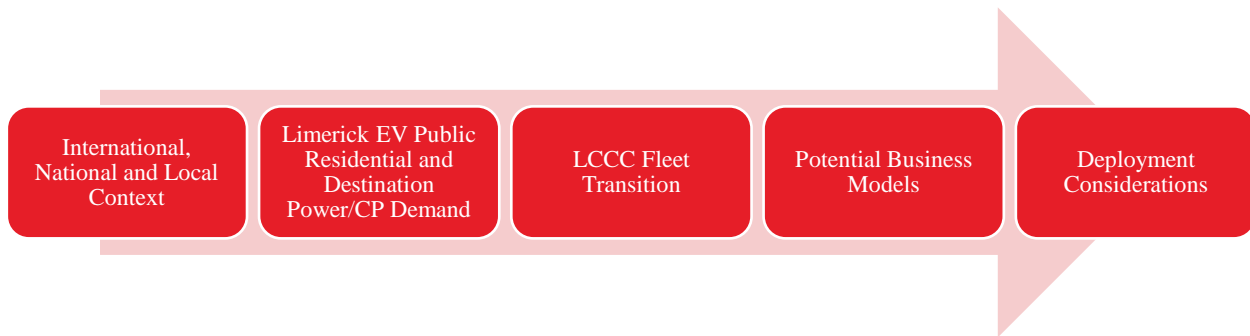 International,
National and Local
Context
Limerick EV Public
Residential and
Destination
Power/CP Demand
LCCC Fleet
Transition
Potential Business
Models
Deployment
Considerations